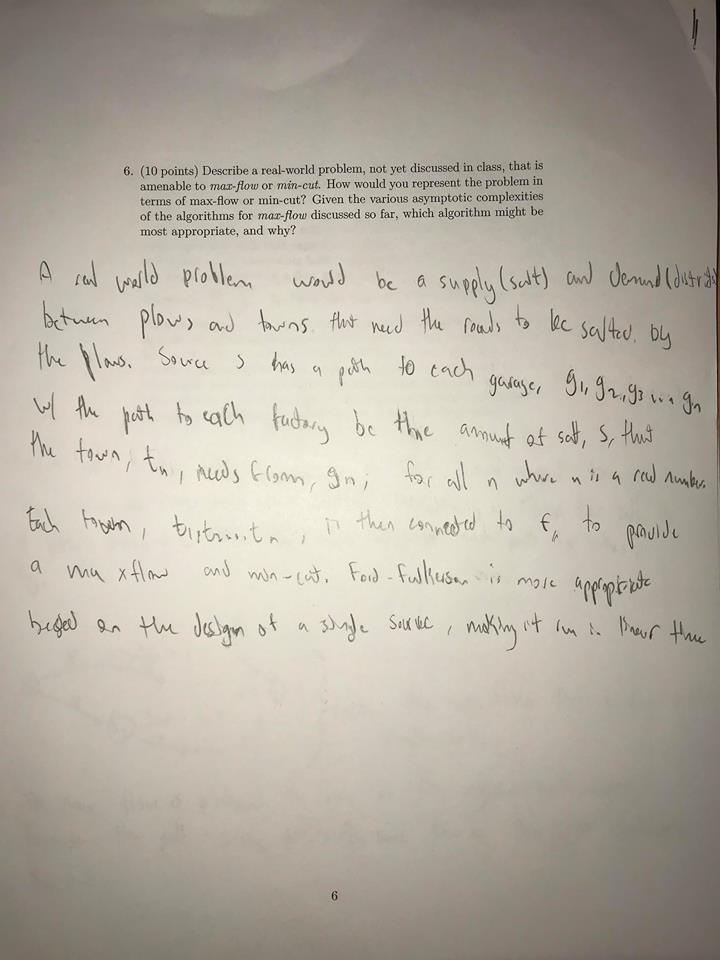 6. (10 points) Describe a real-world problem, not yet discussed in class, that is
amenable to max-flow or min-cut. How would you represent the problem in
terms of max-flow or min-cut? Given the various asymptotic complexities
of the algorithms for max-flow discussed so far, which algorithm might be
most appropriate, and why?
A real world problem would be a supply (salt) and demand
between plows and towns that need the roads to be salted by
the plows. Source s has a path to each garage, g1, g2, g3 ... gn
w/ the path to each factory be the amount of salt, s, that
the town, tn, needs from, gn, for all n where n is a real number.
Each town, is then connected to to provide
a max flow and min-cut. Ford-Fulkerson is more appropriate
based on the design of a single source, making it run in linear time
6